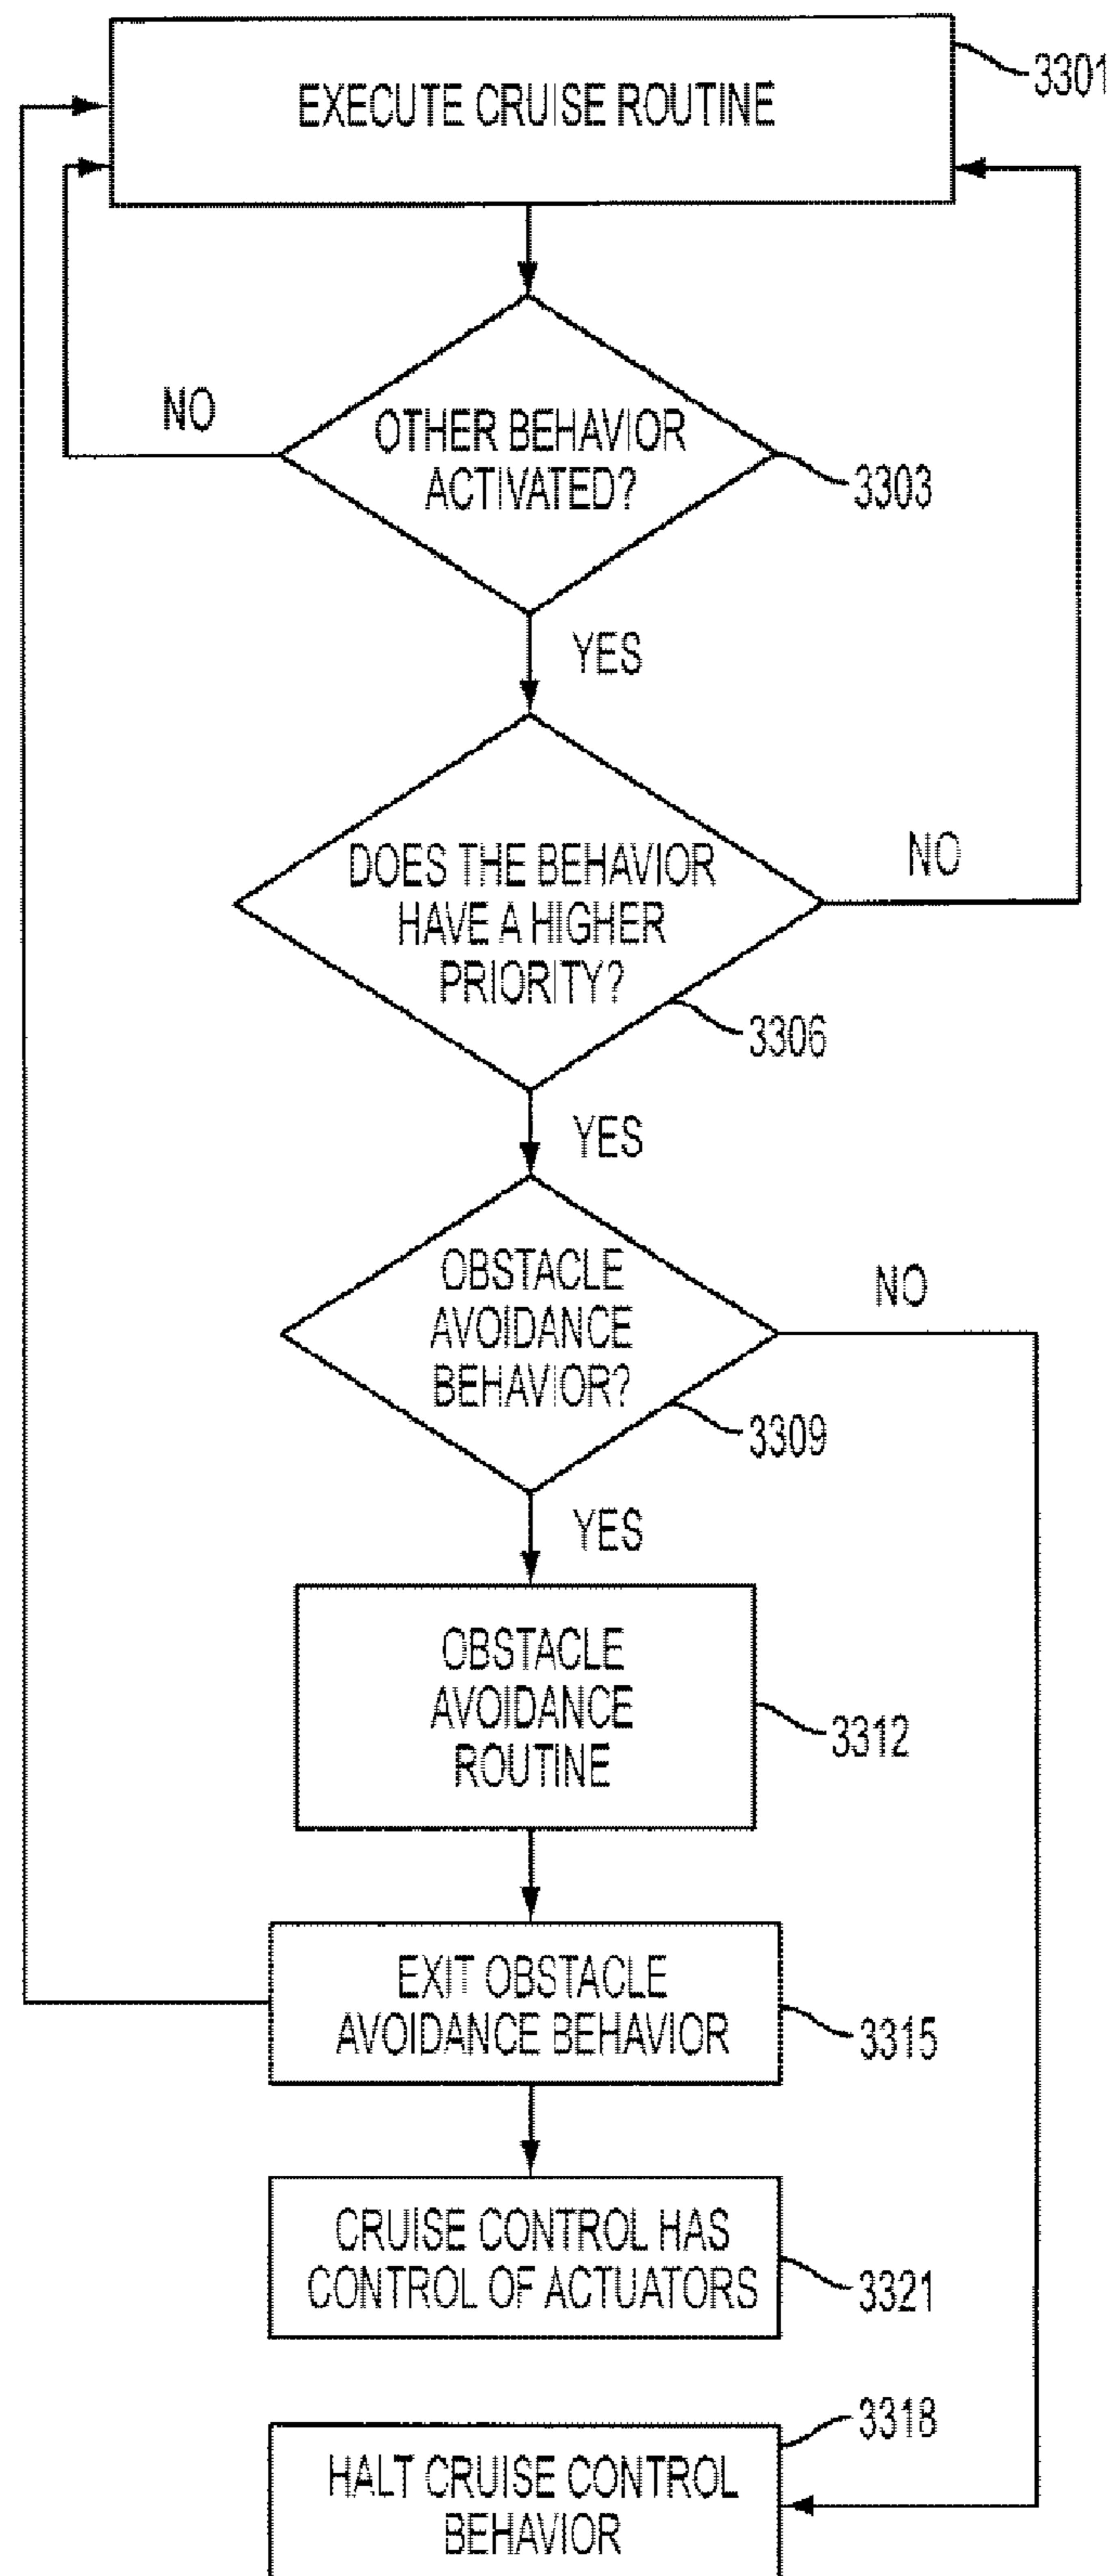 EXECUTE CRUISE ROUTINE
3301
NO
OTHER BEHAVIOR
ACTIVATED?
3303
YES
DOES THE BEHAVIOR
HAVE A HIGHER
PRIORITY?
NO
3306
YES
OBSTACLE
AVOIDANCE
BEHAVIOR?
NO
3309
YES
OBSTACLE
AVOIDANCE
ROUTINE
3312
EXIT OBSTACLE
AVOIDANCE BEHAVIOR
3315
CRUISE CONTROL HAS
CONTROL OF ACTUATORS
3321
3318
HALT CRUISE CONTROL
BEHAVIOR